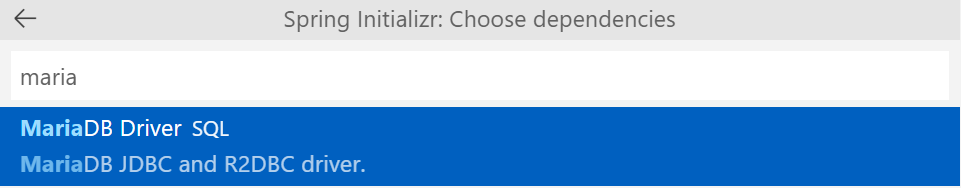 Spring Initializr: Choose dependencies
maria
MariaDB Driver SQL
MariaDB JDBC and R2DBC driver.